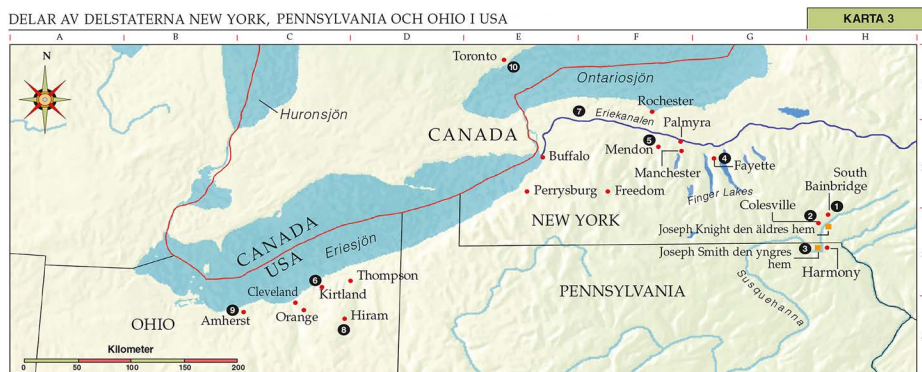 DELAR AV DELSTATERNA NEW YORK, PENNSYLVANIA OCH OHIO I USA
KARTA 3
A B C D E F G H
N
Toronto
10
Ontariosjön
Huronsjön
Rochester
7
Eriekanalen
Palmyra
CANADA
5
Mendon
Buffalo
4
Manchester
Fayette
South
Bainbridge
Perrysburg
Freedom
Finger Lakes
Colesville
1
2
NEW YORK
Joseph Knight den äldres hem
CANADA
USA
Eriesjön
Joseph Smith den yngres
hem
3
Harmony
Thompson
6
Kirtland
Cleveland
PENNSYLVANIA
Susquehanna
9
Amherst
Orange
Hiram
8
OHIO
Kilometer
0 50 100 150 200